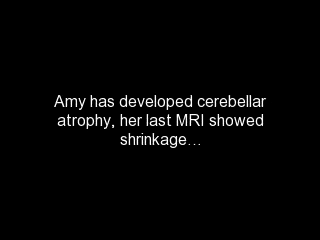 Amy has developed cerebellar
atrophy, her last MRI showed
shrinkage…